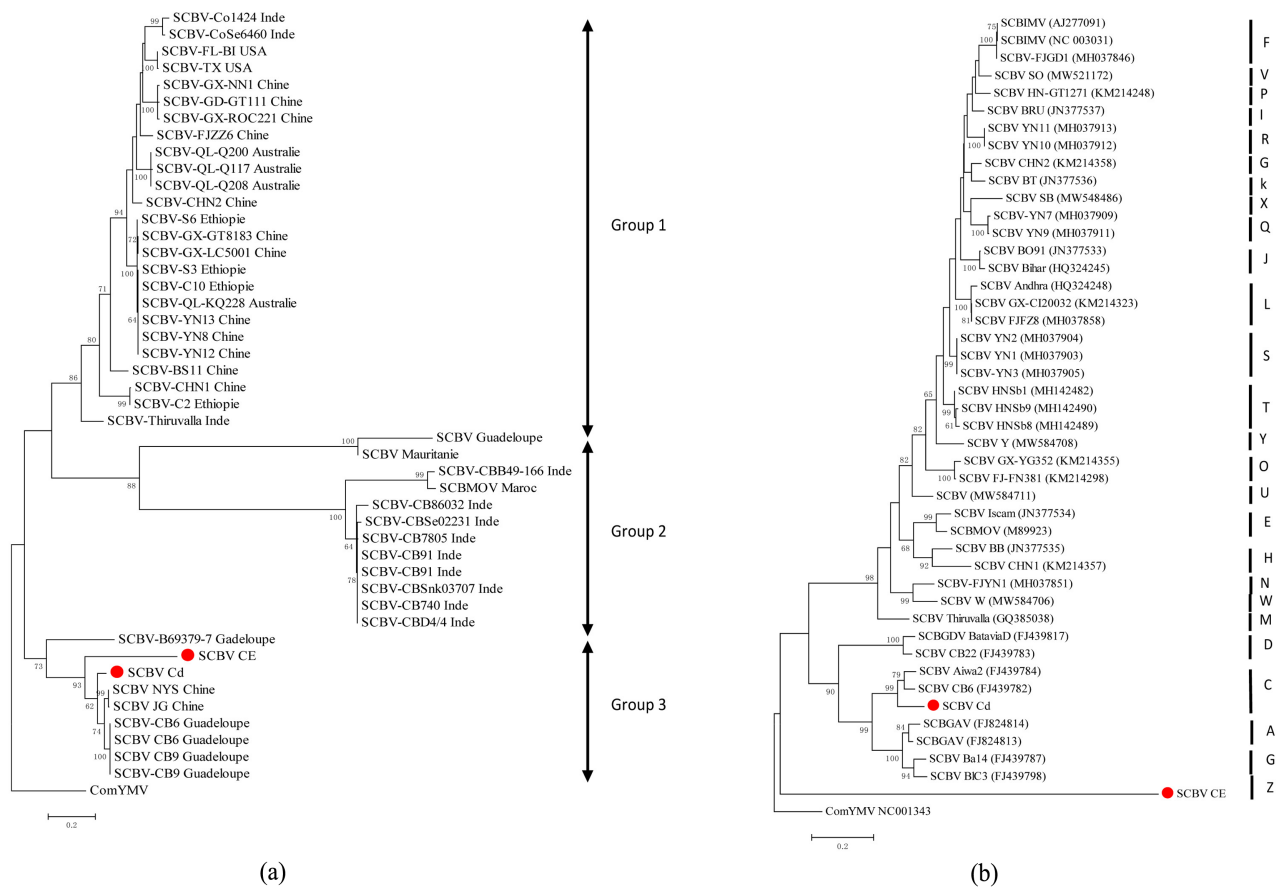 99
SCBV-Co1424 Inde
SCBV-CoSe6460 Inde
SCBV-FL-BI USA
100
SCBV-TX USA
SCBV-GX-NN1 Chine
SCBV-GD-GT111 Chine
100
SCBV-GX-ROC221 Chine
SCBV-FJZZ6 Chine
SCBV-QL-Q200 Australie
SCBV-QL-Q117 Australie
100
SCBV-QL-Q208 Australie
SCBV-CHN2 Chine
94
SCBV-S6 Ethiopie
72
SCBV-GX-GT8183 Chine
SCBV-GX-LC5001 Chine
100
SCBV-S3 Ethiopie
SCBV-C10 Ethiopie
71
SCBV-QL-KQ228 Australie
64
SCBV-YN13 Chine
SCBV-YN8 Chine
80
SCBV-YN12 Chine
SCBV-BS11 Chine
86
SCBV-CHN1 Chine
99
SCBV-C2 Ethiopie
SCBV-Thiruvalla Inde
100
SCBV Guadeloupe
SCBV Mauritanie
99
SCBV-CBB49-166 Inde
88
SCBMOV Maroc
SCBV-CB86032 Inde
100
SCBV-CBSe02231 Inde
64
SCBV-CB7805 Inde
SCBV-CB91 Inde
78
SCBV-CB91 Inde
SCBV-CBSnk03707 Inde
SCBV-CB740 Inde
SCBV-CBD4/4 Inde
SCBV-B69379-7 Gadeloupe
73
SCBV CE
93
SCBV Cd
99
SCBV NYS Chine
62
SCBV JG Chine
74
SCBV-CB6 Guadeloupe
SCBV CB6 Guadeloupe
100
SCBV CB9 Guadeloupe
SCBV-CB9 Guadeloupe
ComYMV
0.2
Group 1
Group 2
Group 3
(a)
75
SCBIMV (AJ277091)
100
SCBIMV (NC 003031)
SCBV-FJGD1 (MH037846)
SCBV SO (MW521172)
SCBV HN-GT1271 (KM214248)
SCBV BRU (JN377537)
SCBV YN11 (MH037913)
100
SCBV YN10 (MH037912)
SCBV CHN2 (KM214358)
SCBV BT (JN377536)
SCBV SB (MW548486)
SCBV-YN7 (MH037909)
100
SCBV YN9 (MH037911)
SCBV BO91 (JN377533)
100
SCBV Bihar (HQ324245)
SCBV Andhra (HQ324248)
100
SCBV GX-CI20032 (KM214323)
81
SCBV FJFZ8 (MH037858)
SCBV YN2 (MH037904)
SCBV YN1 (MH037903)
99
SCBV-YN3 (MH037905)
65
SCBV HNSb1 (MH142482)
99
SCBV HNSb9 (MH142490)
61
SCBV HNSb8 (MH142489)
82
SCBV Y (MW584708)
82
SCBV GX-YG352 (KM214355)
100
SCBV FJ-FN381 (KM214298)
SCBV (MW584711)
99
SCBV Iscam (JN377534)
SCBMOV (M89923)
68
SCBV BB (JN377535)
92
SCBV CHN1 (KM214357)
98
SCBV-FJYN1 (MH037851)
99
SCBV W (MW584706)
SCBV Thiruvalla (GQ385038)
100
SCBGDV BataviaD (FJ439817)
SCBV CB22 (FJ439783)
79
SCBV Aiwa2 (FJ439784)
90
99
SCBV CB6 (FJ439782)
SCBV Cd
99
84
SCBGAV (FJ824814)
SCBGAV (FJ824813)
100
SCBV Ba14 (FJ439787)
94
SCBV BlC3 (FJ439798)
SCBV CE
ComYMV NC001343
0.2
F
V
P
I
R
G
k
X
Q
J
L
S
T
Y
O
U
E
H
N
W
M
D
C
A
G
Z
(b)